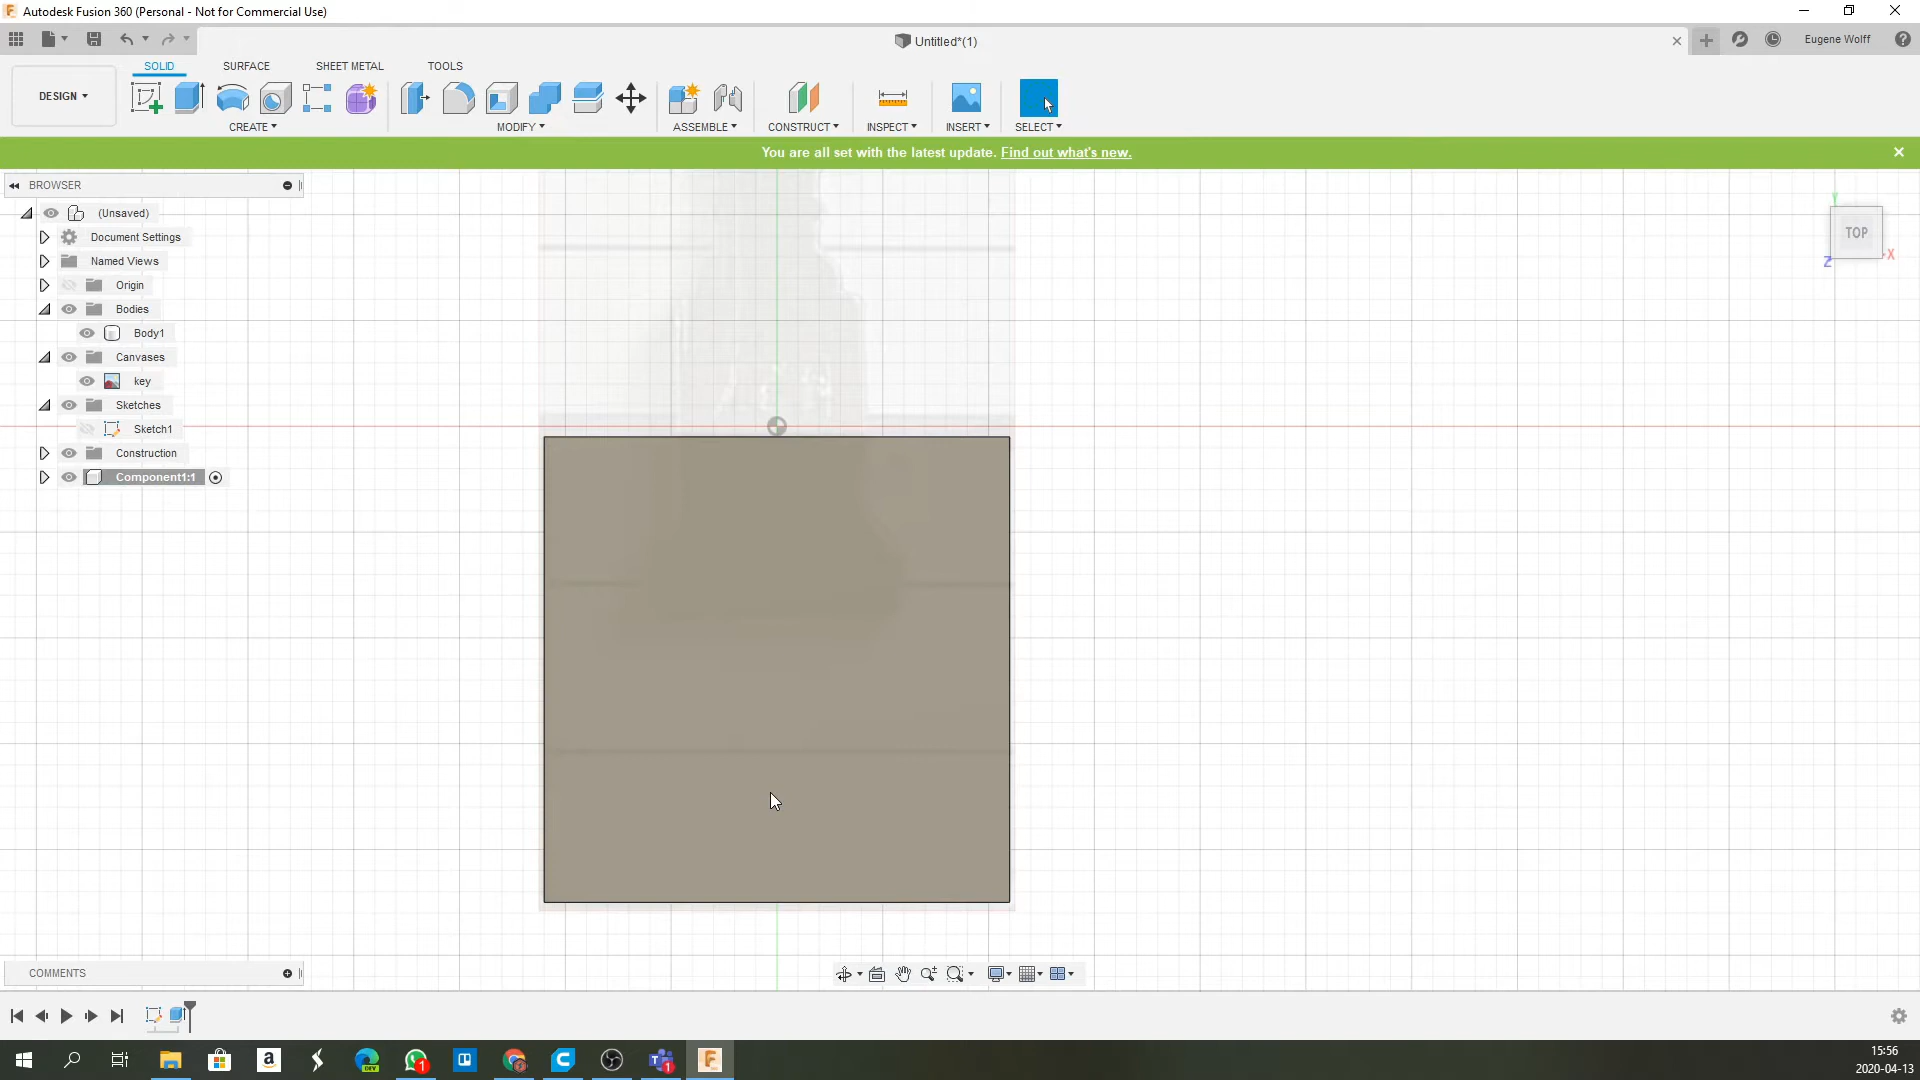 Autodesk Fusion 360 (Personal - Not for Commercial Use)
Untitled*(1)
Eugene Wolff
DESIGN
SOLID
SURFACE
SHEET METAL
TOOLS
CREATE
MODIFY
ASSEMBLE
CONSTRUCT
INSPECT
INSERT
SELECT
You are all set with the latest update. Find out what's new.
BROWSER
(Unsaved)
Document Settings
Named Views
Origin
Bodies
Body1
Canvases
key
Sketches
Sketch1
Construction
Component1:1
Y
TOP
X
Z
COMMENTS
15:56
2020-04-13